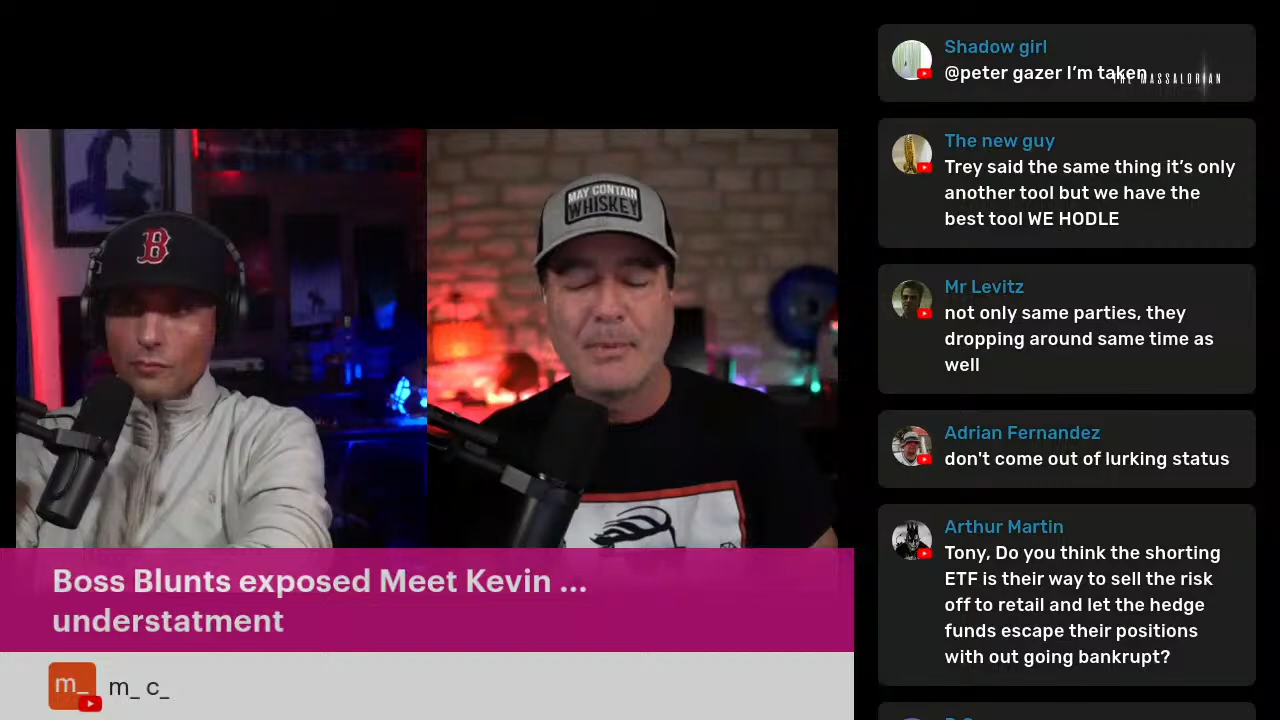 Shadow girl
@peter gazer I’m taken
THE MASSALORIAN
The new guy
Trey said the same thing it’s only
another tool but we have the
best tool WE HODLE
Mr Levitz
not only same parties, they
dropping around same time as
well
Adrian Fernandez
don't come out of lurking status
Arthur Martin
Tony, Do you think the shorting
ETF is their way to sell the risk
off to retail and let the hedge
funds escape their positions
with out going bankrupt?
B
MAY CONTAIN
WHISKEY
Boss Blunts exposed Meet Kevin ...
understatment
m_
m_ c_